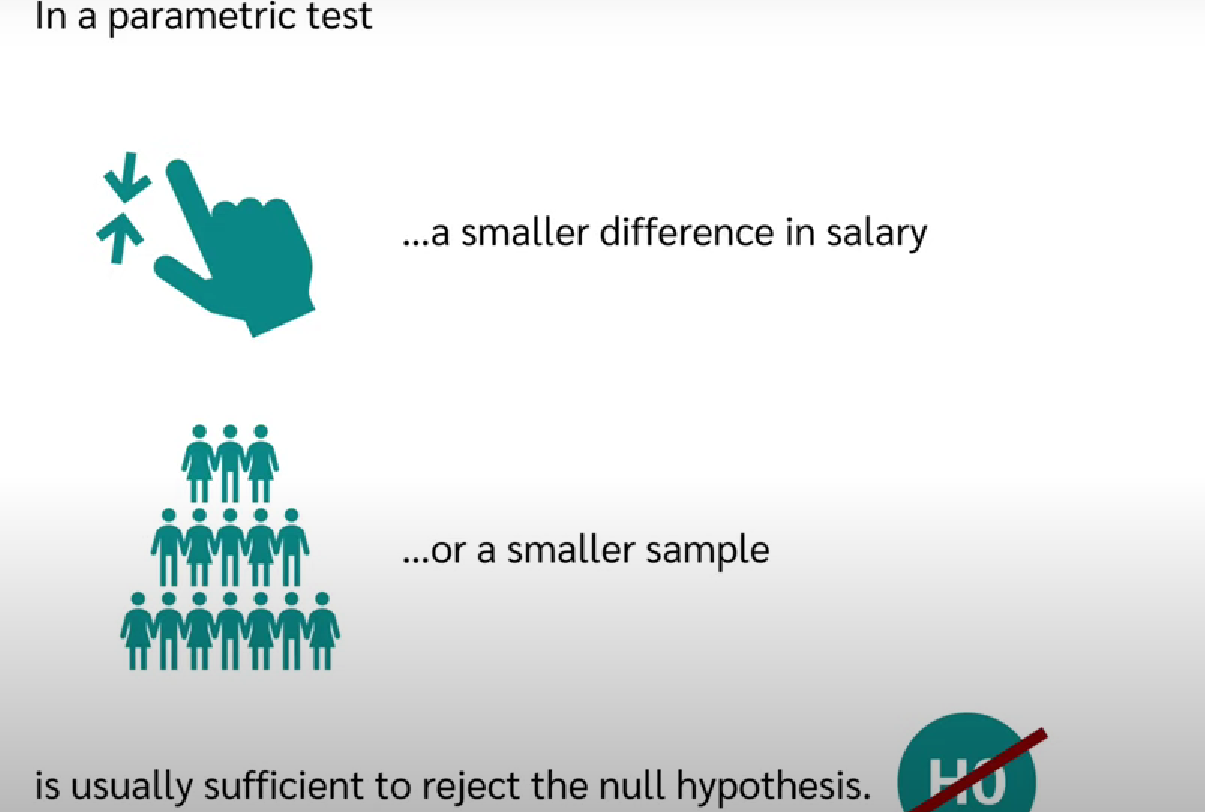 In a parametric test
...a smaller difference in salary
...or a smaller sample
is usually sufficient to reject the null hypothesis.
H0